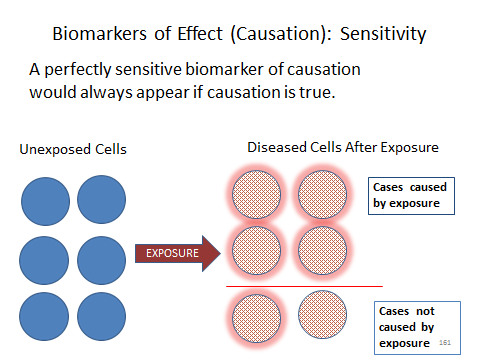 Biomarkers of Effect (Causation): Sensitivity
A perfectly sensitive biomarker of causation
would always appear if causation is true.
Unexposed Cells
Diseased Cells After Exposure
Cases caused
by exposure
EXPOSURE
Cases not
caused by
exposure
161